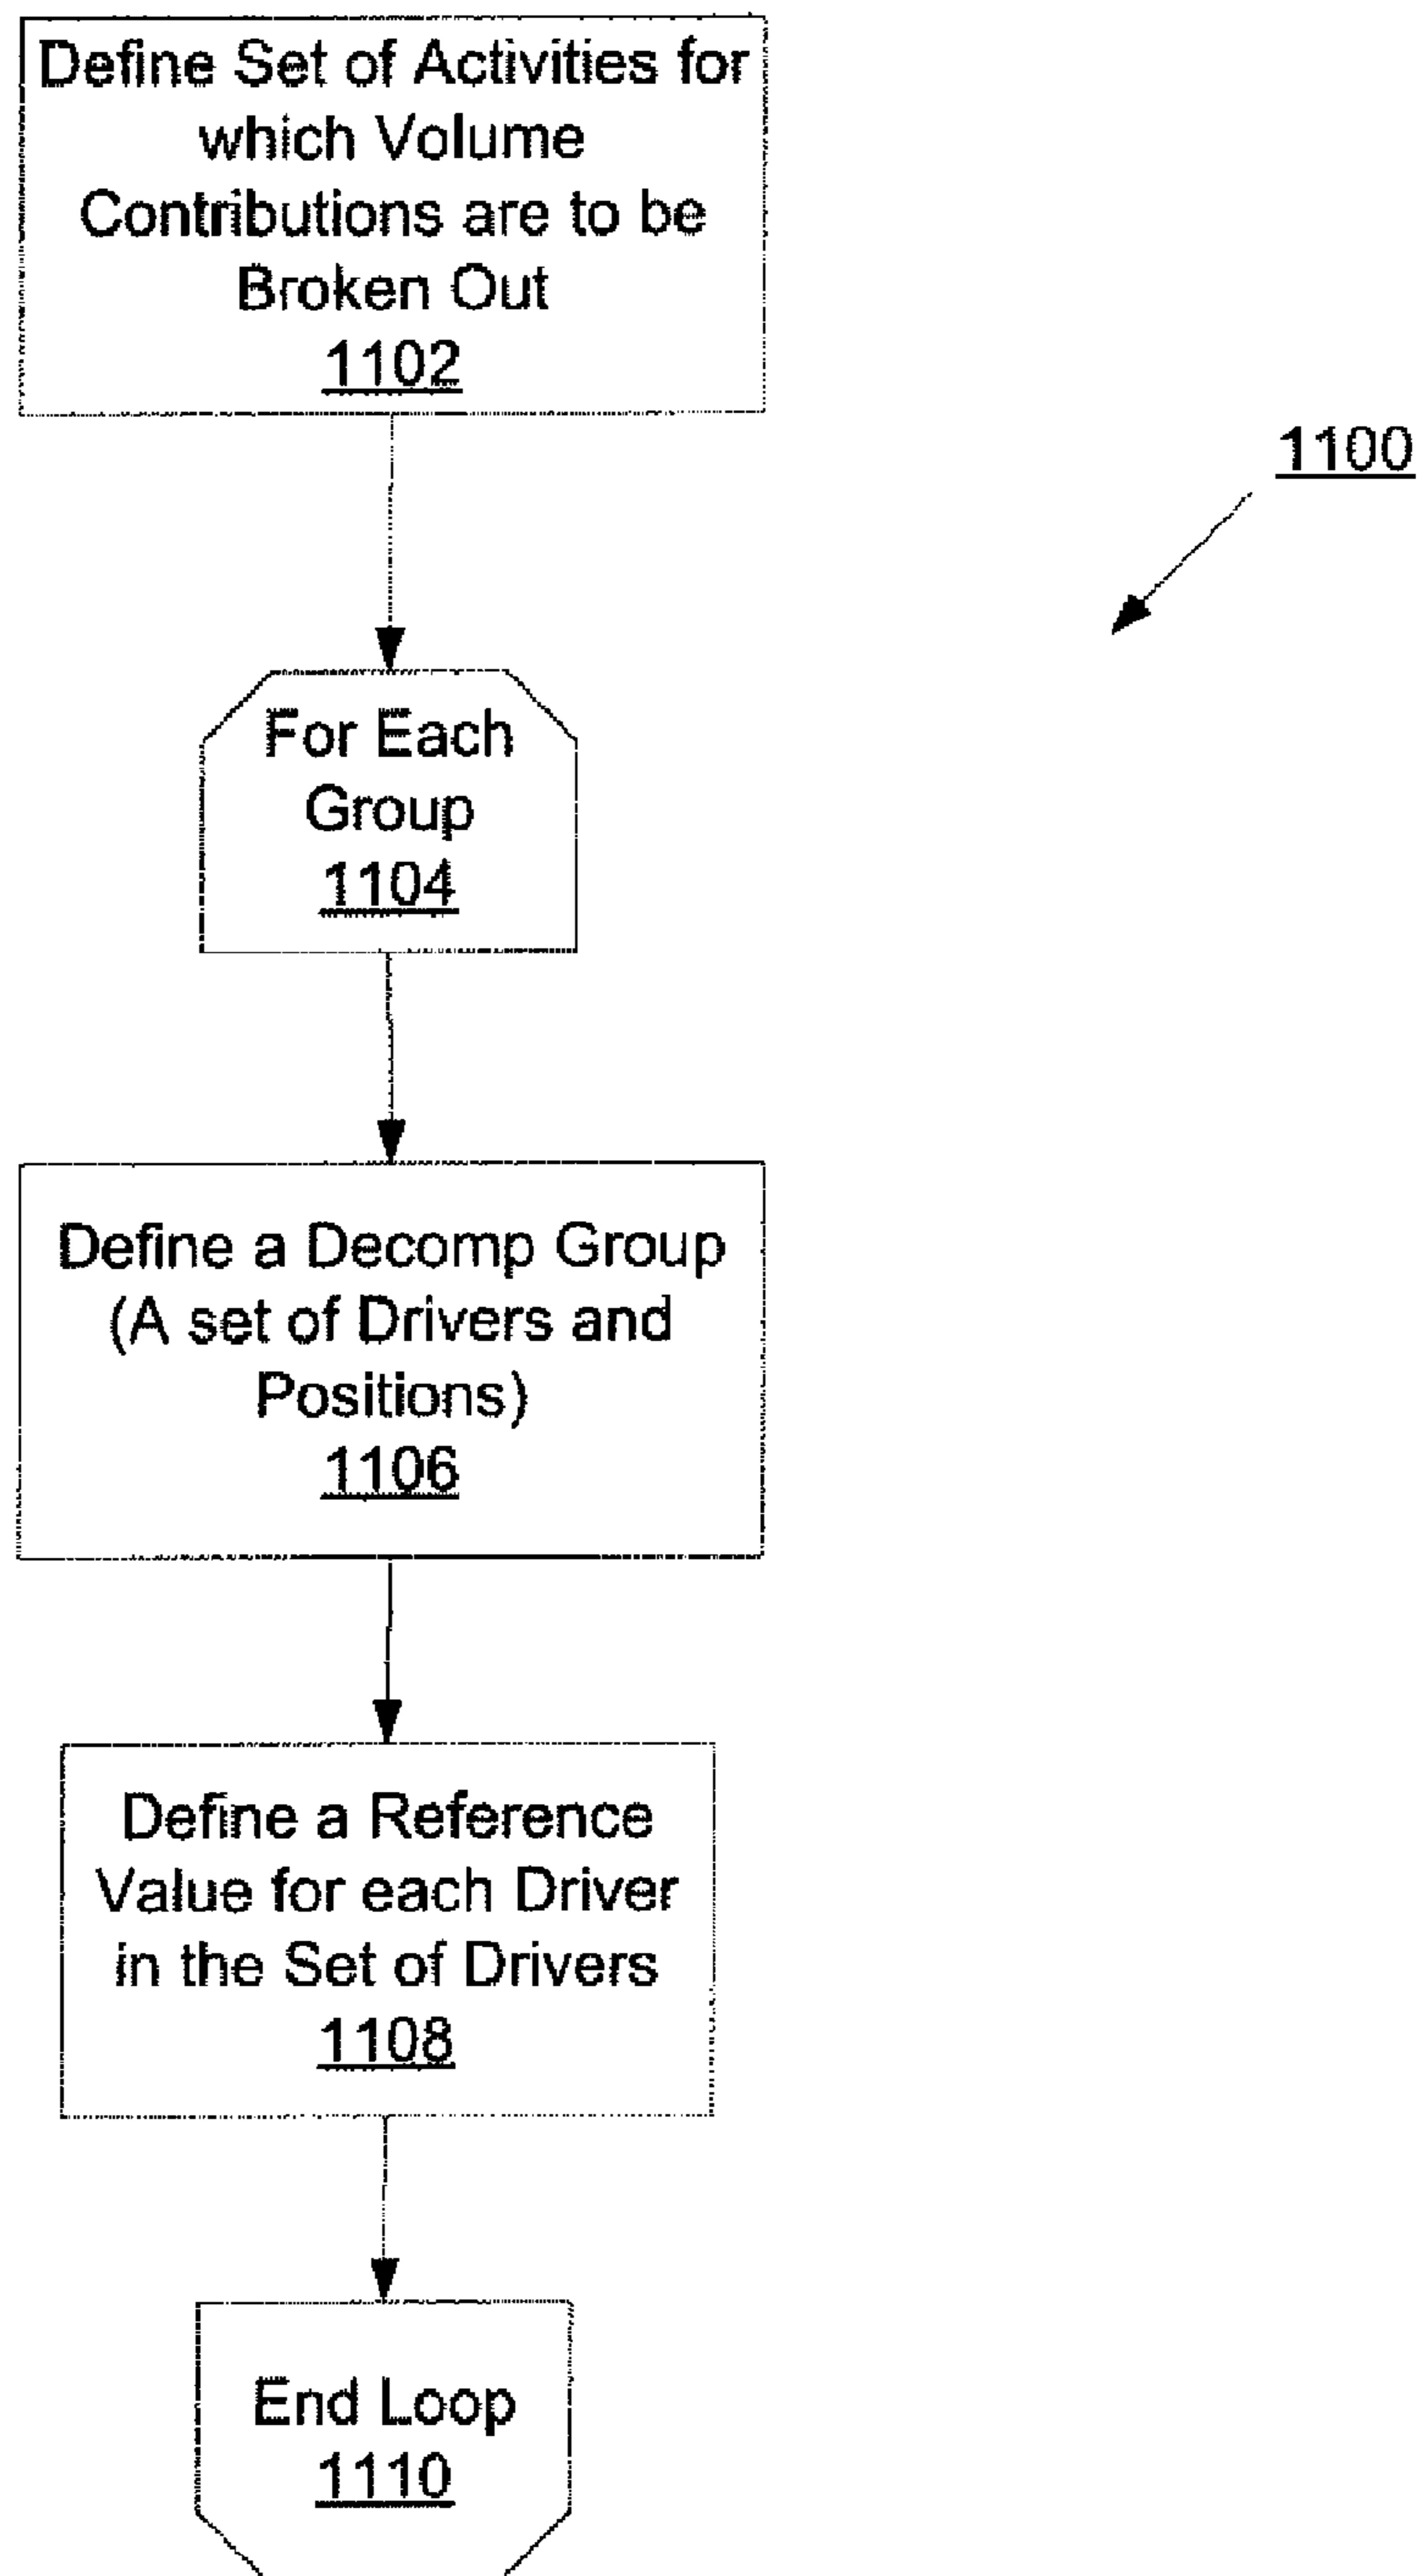 Define Set of Activities for
which Volume
Contributions are to be
Broken Out
1102
1100
For Each
Group
1104
Define a Decomp Group
(A set of Drivers and
Positions)
1106
Define a Reference
Value for each Driver
in the Set of Drivers
1108
End Loop
1110